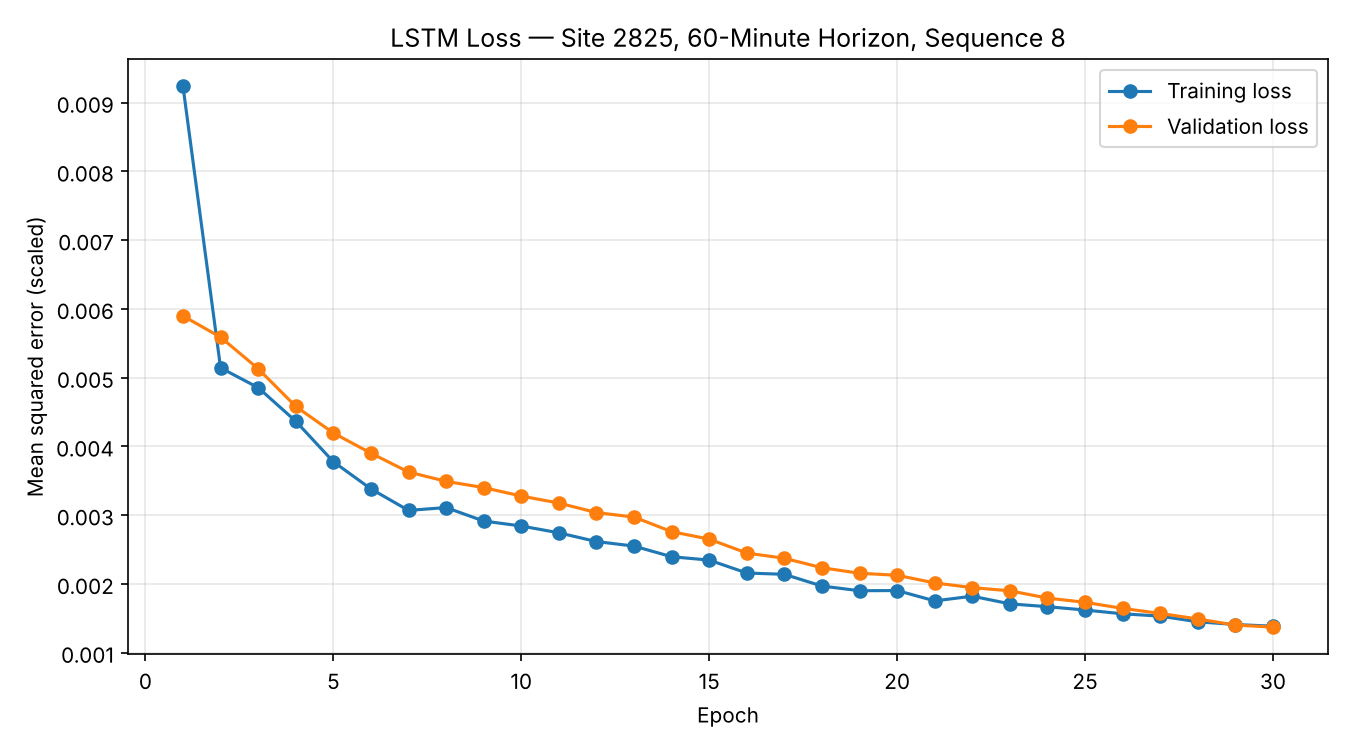 LSTM Loss — Site 2825, 60-Minute Horizon, Sequence 8
Training loss
Validation loss
Mean squared error (scaled)
0.009
0.008
0.007
0.006
0.005
0.004
0.003
0.002
0.001
0 5 10 15 20 25 30
Epoch